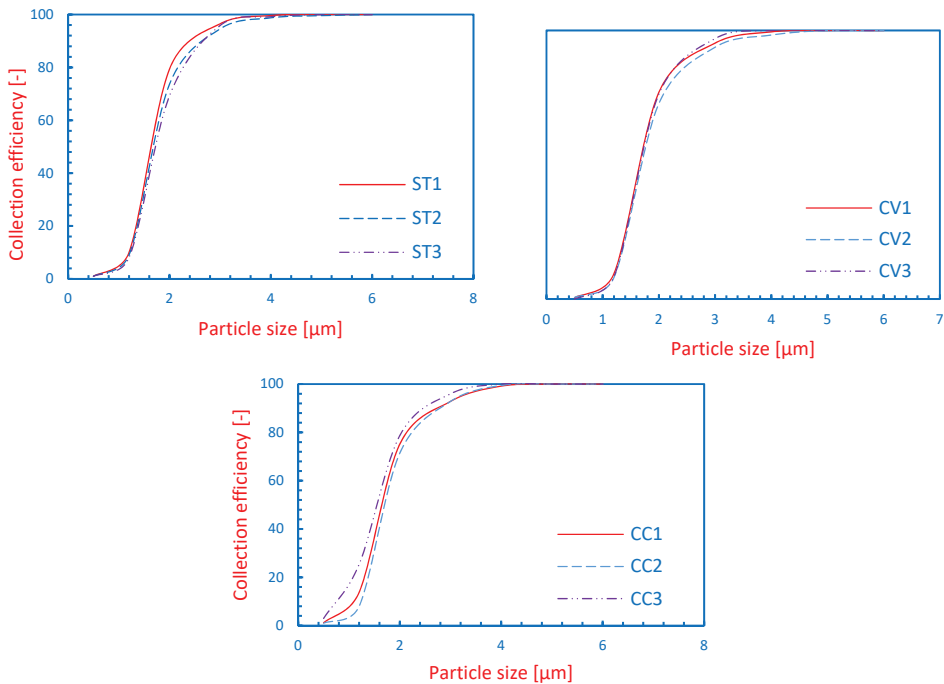 100
80
60
40
20
0
Collection efficiency [-]
ST1
ST2
ST3
0 2 4 6 8
Particle size [µm]
CV1
CV2
CV3
0 1 2 3 4 5 6 7
Particle size [µm]
100
80
60
40
20
0
Collection efficiency [-]
CC1
CC2
CC3
0 2 4 6 8
Particle size [µm]